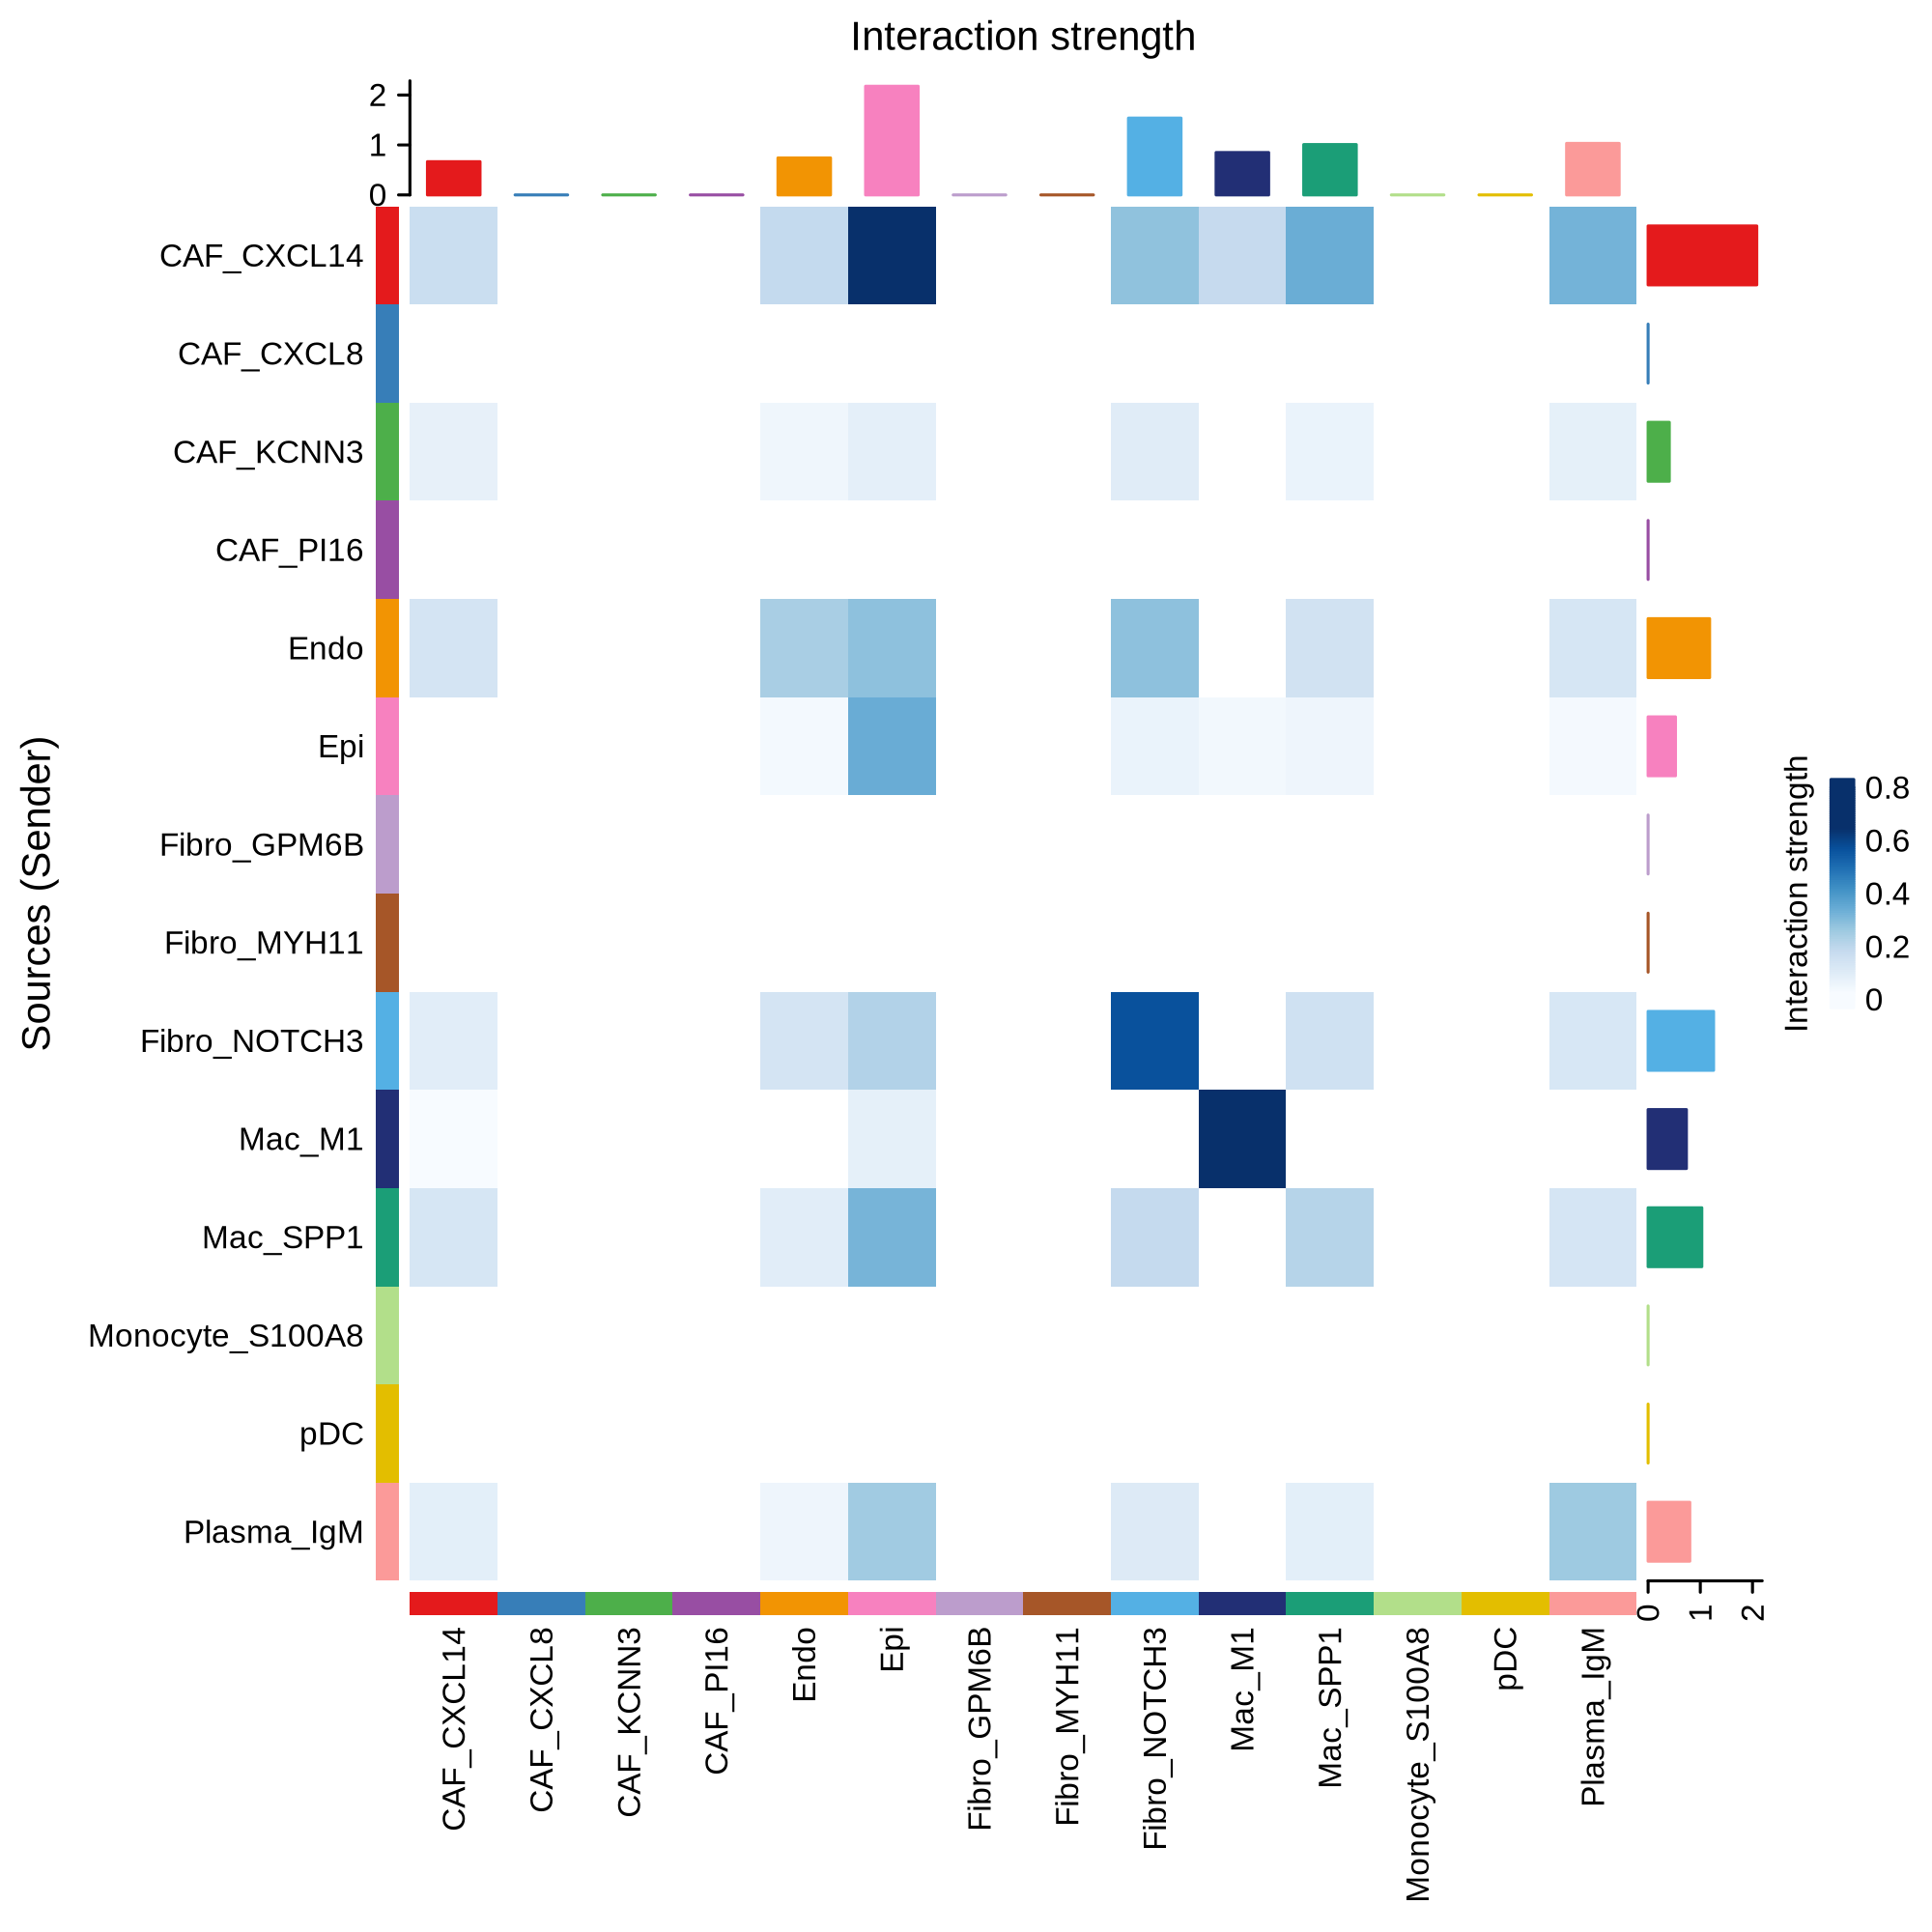 Interaction strength
2
1
0
CAF_CXCL14
CAF_CXCL8
CAF_KCNN3
CAF_PI16
Endo
Epi
Fibro_GPM6B
Fibro_MYH11
Fibro_NOTCH3
Mac_M1
Mac_SPP1
Monocyte_S100A8
pDC
Plasma_IgM
Sources (Sender)
Interaction strength
0.8
0.6
0.4
0.2
0
0
1
2
CAF_CXCL14
CAF_CXCL8
CAF_KCNN3
CAF_PI16
Endo
Epi
Fibro_GPM6B
Fibro_MYH11
Fibro_NOTCH3
Mac_M1
Mac_SPP1
Monocyte_S100A8
pDC
Plasma_IgM